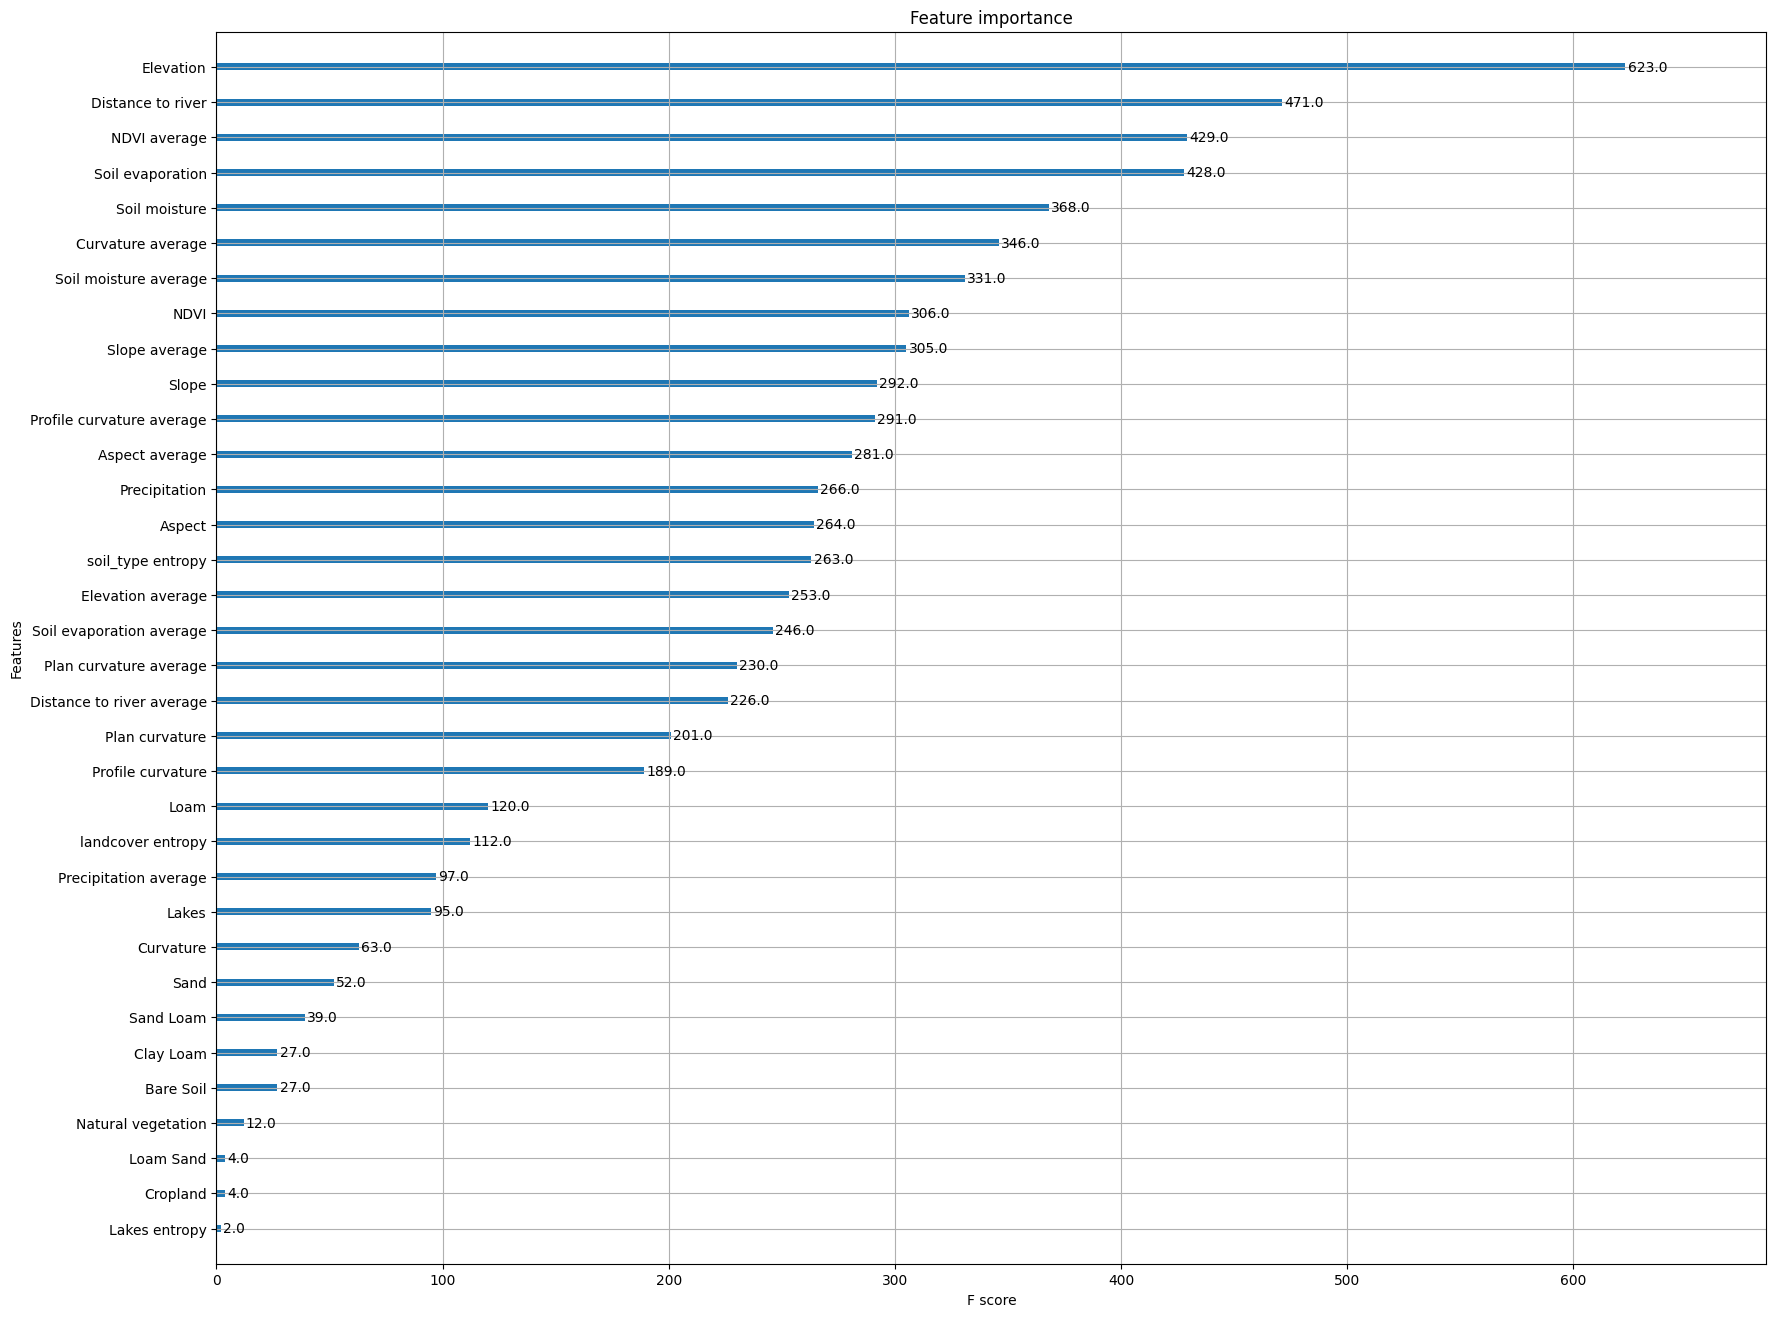 Feature importance
Elevation 623.0
Distance to river 471.0
NDVI average 429.0
Soil evaporation 428.0
Soil moisture 368.0
Curvature average 346.0
Soil moisture average 331.0
NDVI 306.0
Slope average 305.0
Slope 292.0
Profile curvature average 291.0
Aspect average 281.0
Precipitation 266.0
Aspect 264.0
soil_type entropy 263.0
Elevation average 253.0
Soil evaporation average 246.0
Plan curvature average 230.0
Distance to river average 226.0
Plan curvature 201.0
Profile curvature 189.0
Loam 120.0
landcover entropy 112.0
Precipitation average 97.0
Lakes 95.0
Curvature 63.0
Sand 52.0
Sand Loam 39.0
Clay Loam 27.0
Bare Soil 27.0
Natural vegetation 12.0
Loam Sand 4.0
Cropland 4.0
Lakes entropy 2.0
Features
0 100 200 300 400 500 600
F score